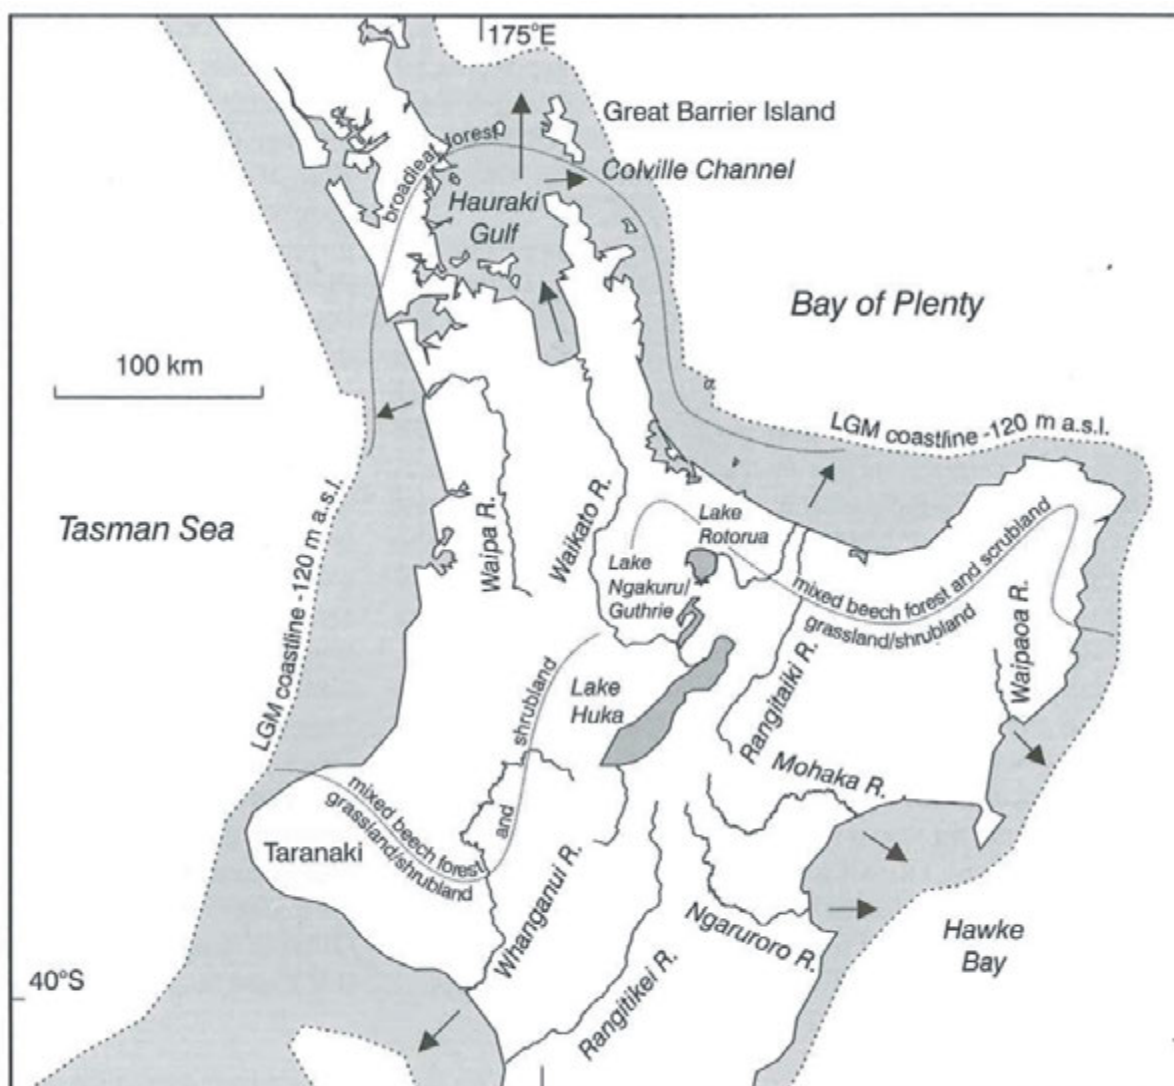 175°E
Great Barrier Island
broadleaf forest
Colville Channel
Hauraki
Gulf
Bay of Plenty
100 km
LGM coastline -120 m a.s.l.
Tasman Sea
LGM coastline -120 m a.s.l.
Waipa R.
Waikato R.
Lake
Rotorua
Lake
Ngakuru/
Guthrie
mixed beech forest and scrubland
grassland/shrubland
Waipaoa R.
Rangitaiki R.
Lake
Huka
and shrubland
Mohaka R.
mixed beech forest
grassland/shrubland
Taranaki
Whanganui R.
Ngaruroro R.
Hawke
Bay
Rangitikei R.
40°S